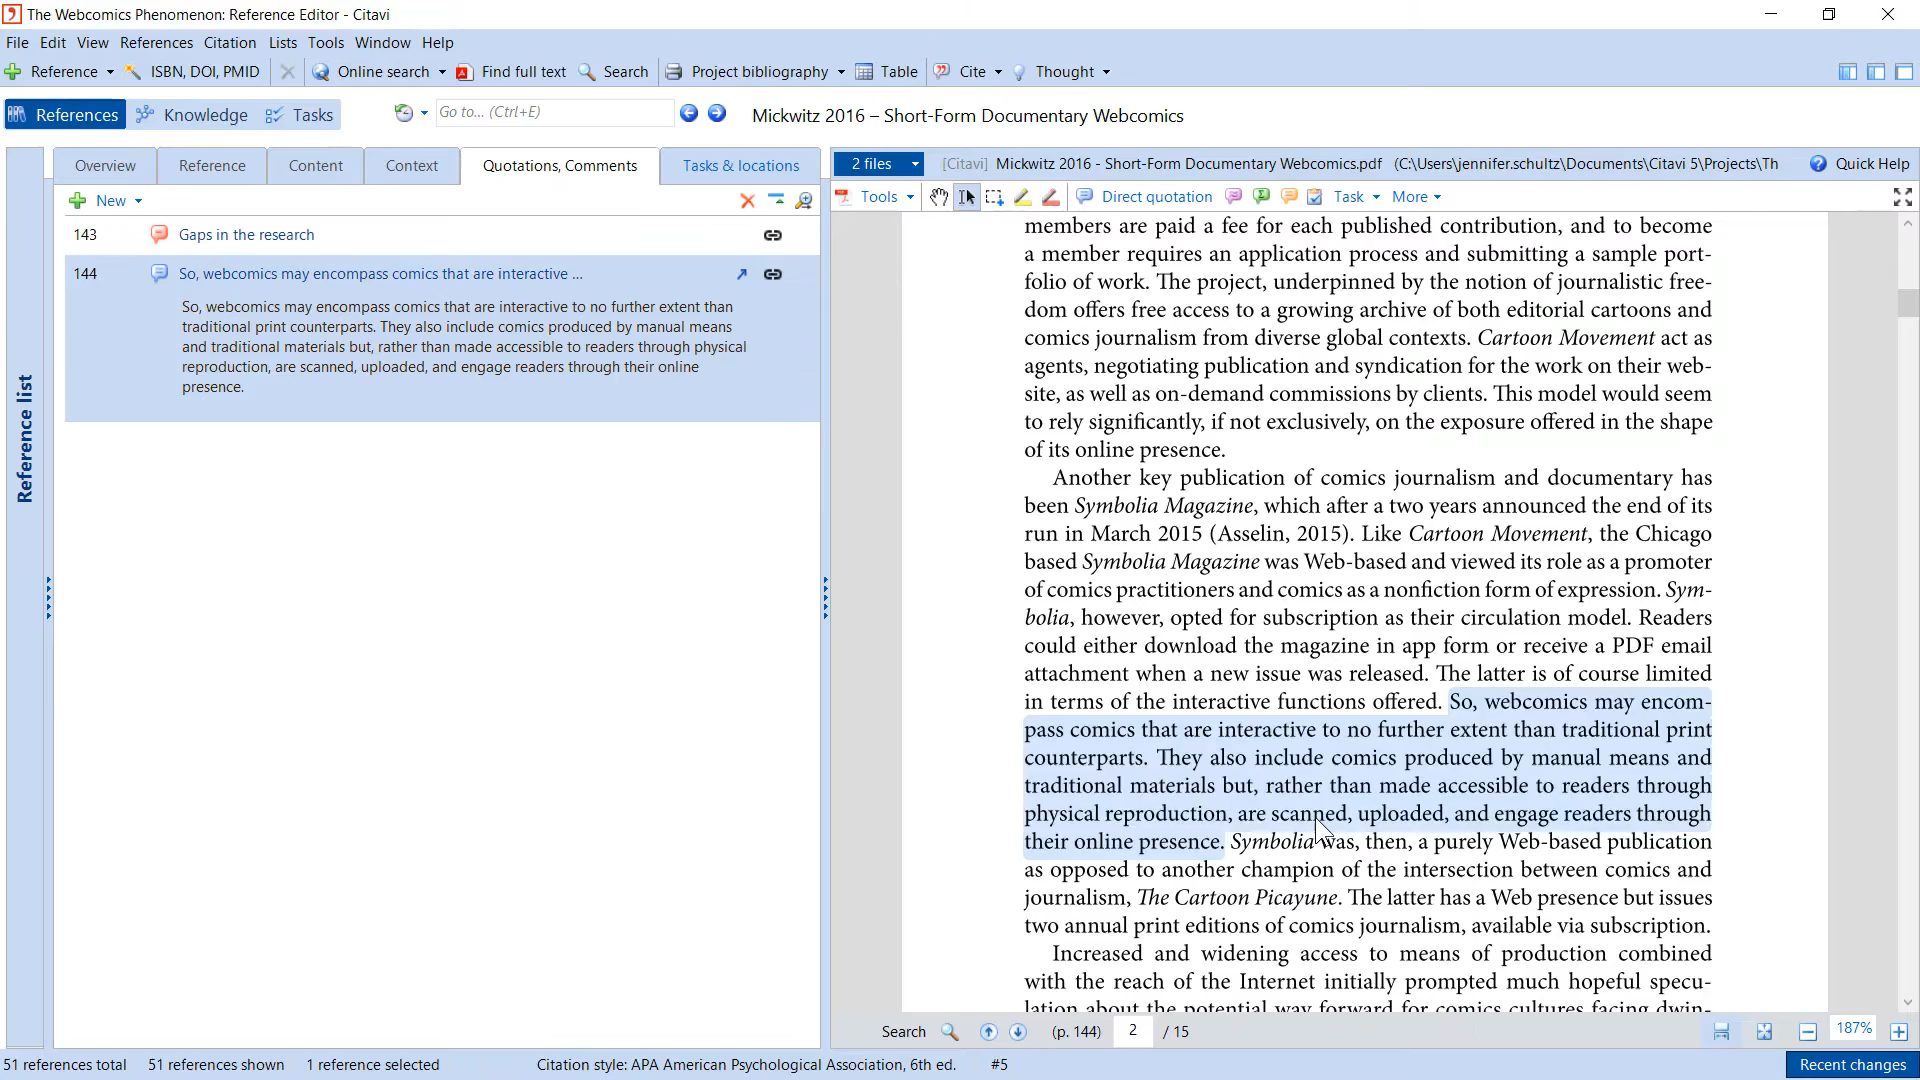 The Webcomics Phenomenon: Reference Editor - Citavi
File Edit View References Citation Lists Tools Window Help
Reference ISBN, DOI, PMID Online search Find full text Search Project bibliography Table Cite Thought
References Knowledge Tasks Go to... (Ctrl+E) Mickwitz 2016 – Short-Form Documentary Webcomics
Reference list
Overview Reference Content Context Quotations, Comments Tasks & locations
New
143 Gaps in the research
144 So, webcomics may encompass comics that are interactive ...
So, webcomics may encompass comics that are interactive to no further extent than
traditional print counterparts. They also include comics produced by manual means
and traditional materials but, rather than made accessible to readers through physical
reproduction, are scanned, uploaded, and engage readers through their online
presence.
2 files [Citavi] Mickwitz 2016 - Short-Form Documentary Webcomics.pdf (C:\Users\jennifer.schultz\Documents\Citavi 5\Projects\Th Quick Help
Tools Direct quotation Task More
members are paid a fee for each published contribution, and to become
a member requires an application process and submitting a sample port-
folio of work. The project, underpinned by the notion of journalistic free-
dom offers free access to a growing archive of both editorial cartoons and
comics journalism from diverse global contexts. Cartoon Movement act as
agents, negotiating publication and syndication for the work on their web-
site, as well as on-demand commissions by clients. This model would seem
to rely significantly, if not exclusively, on the exposure offered in the shape
of its online presence.
Another key publication of comics journalism and documentary has
been Symbolia Magazine, which after a two years announced the end of its
run in March 2015 (Asselin, 2015). Like Cartoon Movement, the Chicago
based Symbolia Magazine was Web-based and viewed its role as a promoter
of comics practitioners and comics as a nonfiction form of expression. Sym-
bolia, however, opted for subscription as their circulation model. Readers
could either download the magazine in app form or receive a PDF email
attachment when a new issue was released. The latter is of course limited
in terms of the interactive functions offered. So, webcomics may encom-
pass comics that are interactive to no further extent than traditional print
counterparts. They also include comics produced by manual means and
traditional materials but, rather than made accessible to readers through
physical reproduction, are scanned, uploaded, and engage readers through
their online presence. Symbolia was, then, a purely Web-based publication
as opposed to another champion of the intersection between comics and
journalism, The Cartoon Picayune. The latter has a Web presence but issues
two annual print editions of comics journalism, available via subscription.
Increased and widening access to means of production combined
with the reach of the Internet initially prompted much hopeful specu-
lation about the potential way forward for comics cultures facing dwin-
Search (p. 144) 2 / 15 187%
51 references total 51 references shown 1 reference selected Citation style: APA American Psychological Association, 6th ed. #5 Recent changes